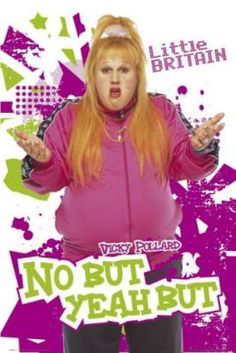 Little
BRITAIN
VICKY POLLARD
NO BUT
YEAH BUT